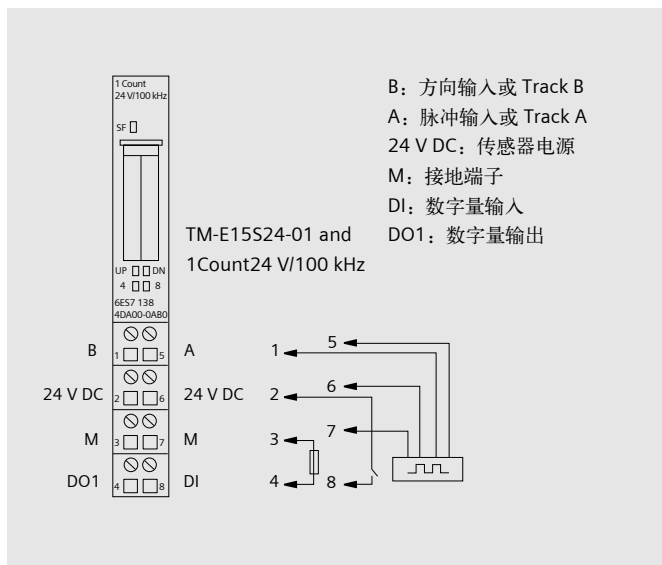 1 Count
24 V/100 kHz
SF
UP DN
4 8
6ES7 138
4DA00-0AB0
TM-E15S24-01 and
1Count24 V/100 kHz
B：方向输入或 Track B
A：脉冲输入或 Track A
24 V DC：传感器电源
M：接地端子
DI：数字量输入
DO1：数字量输出
B 1 5 A 1 5
24 V DC 2 6 24 V DC 2 6
M 3 7 M 3 7
DO1 4 8 DI 4 8